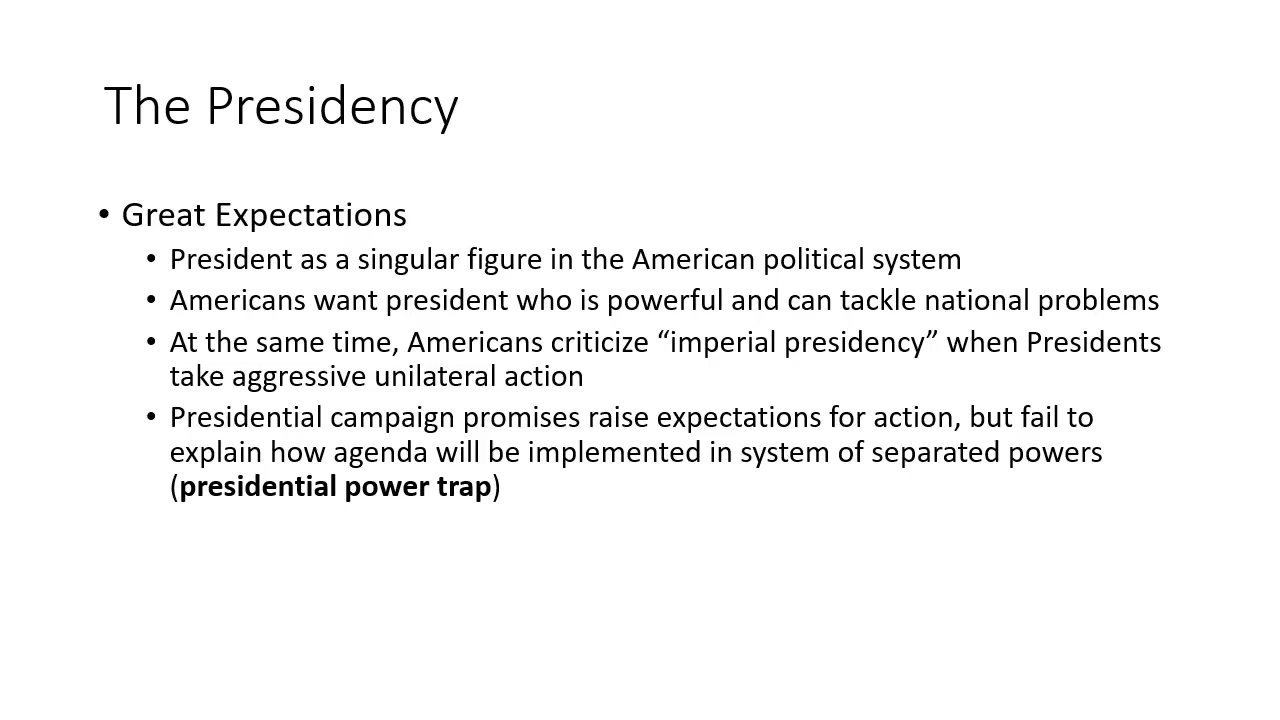 The Presidency
• Great Expectations
• President as a singular figure in the American political system
• Americans want president who is powerful and can tackle national problems
• At the same time, Americans criticize “imperial presidency” when Presidents
take aggressive unilateral action
• Presidential campaign promises raise expectations for action, but fail to
explain how agenda will be implemented in system of separated powers
(presidential power trap)